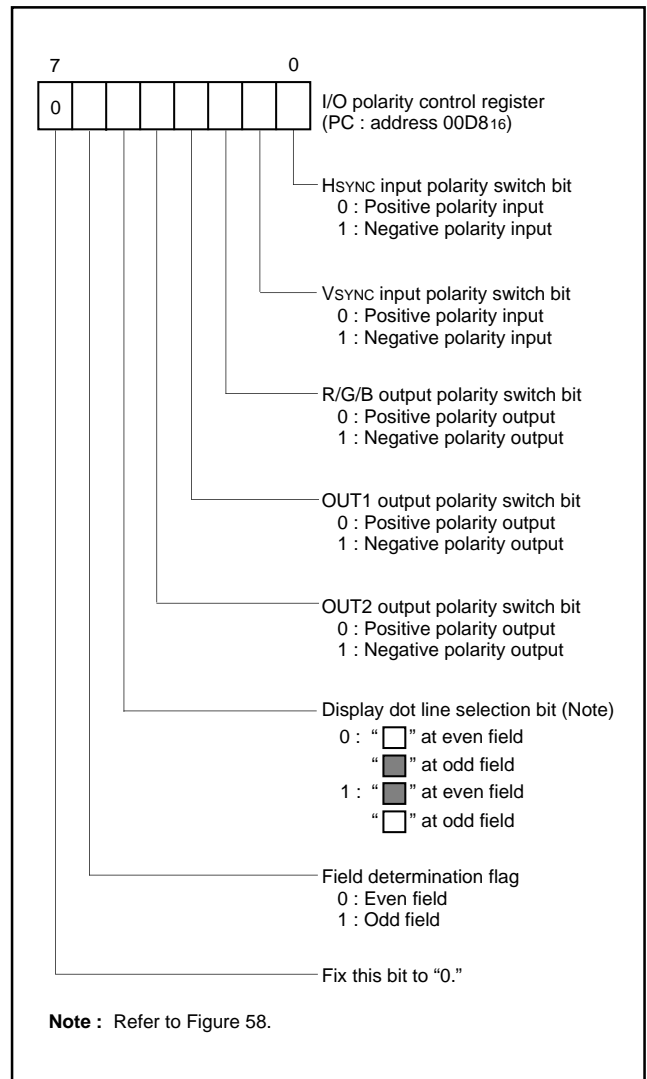 7 0
0
I/O polarity control register
(PC : address 00D816)
HSYNC input polarity switch bit
0 : Positive polarity input
1 : Negative polarity input
VSYNC input polarity switch bit
0 : Positive polarity input
1 : Negative polarity input
R/G/B output polarity switch bit
0 : Positive polarity output
1 : Negative polarity output
OUT1 output polarity switch bit
0 : Positive polarity output
1 : Negative polarity output
OUT2 output polarity switch bit
0 : Positive polarity output
1 : Negative polarity output
Display dot line selection bit (Note)
0 : “□” at even field
“■” at odd field
1 : “■” at even field
“□” at odd field
Field determination flag
0 : Even field
1 : Odd field
Fix this bit to “0.”
Note : Refer to Figure 58.